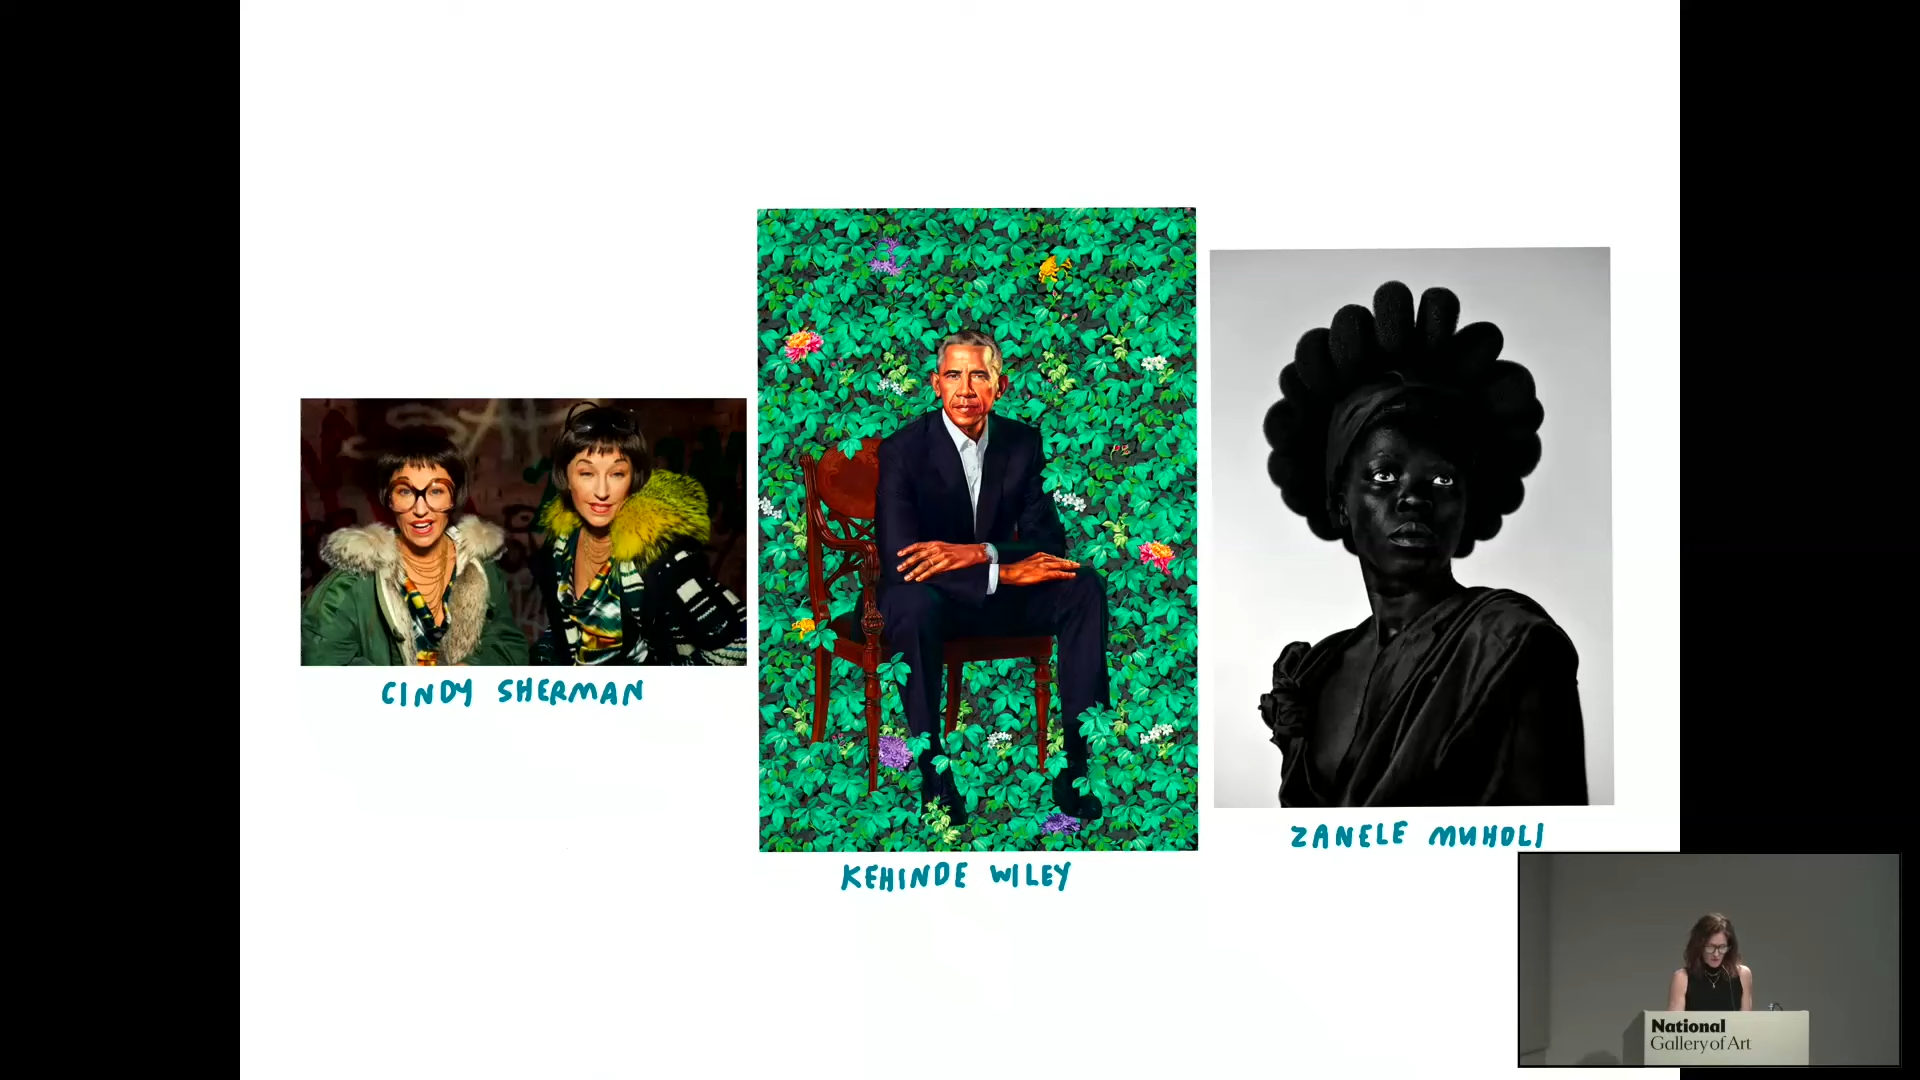 CINDY SHERMAN
KEHINDE WILEY
ZANELE MUHOLI
National
Gallery of Art